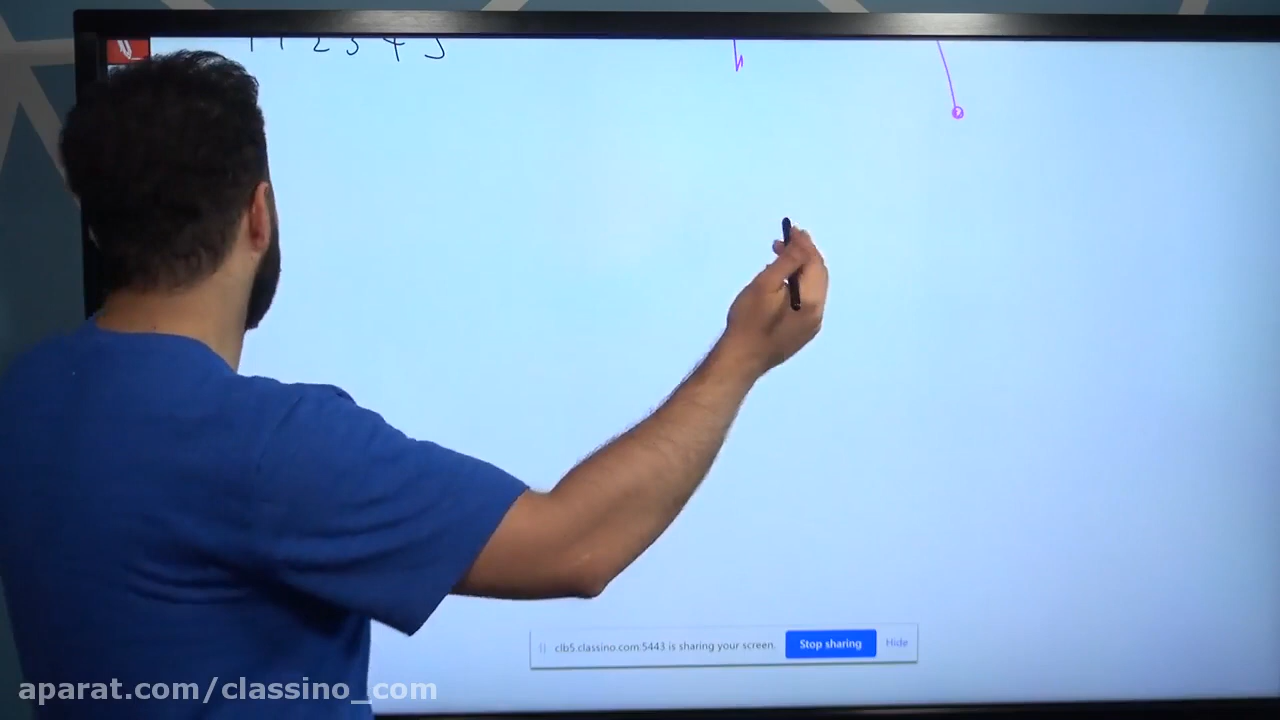 1 1 2 3 4 5
h
clb5.classino.com:5443 is sharing your screen. Stop sharing Hide
aparat.com/classino_com